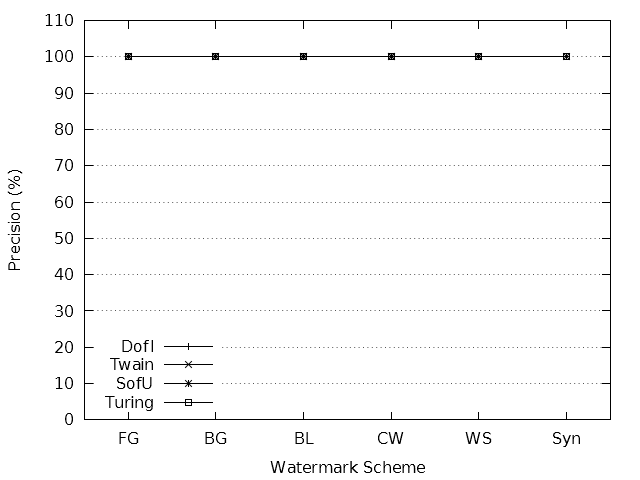 110
100
90
80
70
60
50
40
30
20
10
0
Precision (%)
DofI
Twain
SofU
Turing
FG BG BL CW WS Syn
Watermark Scheme